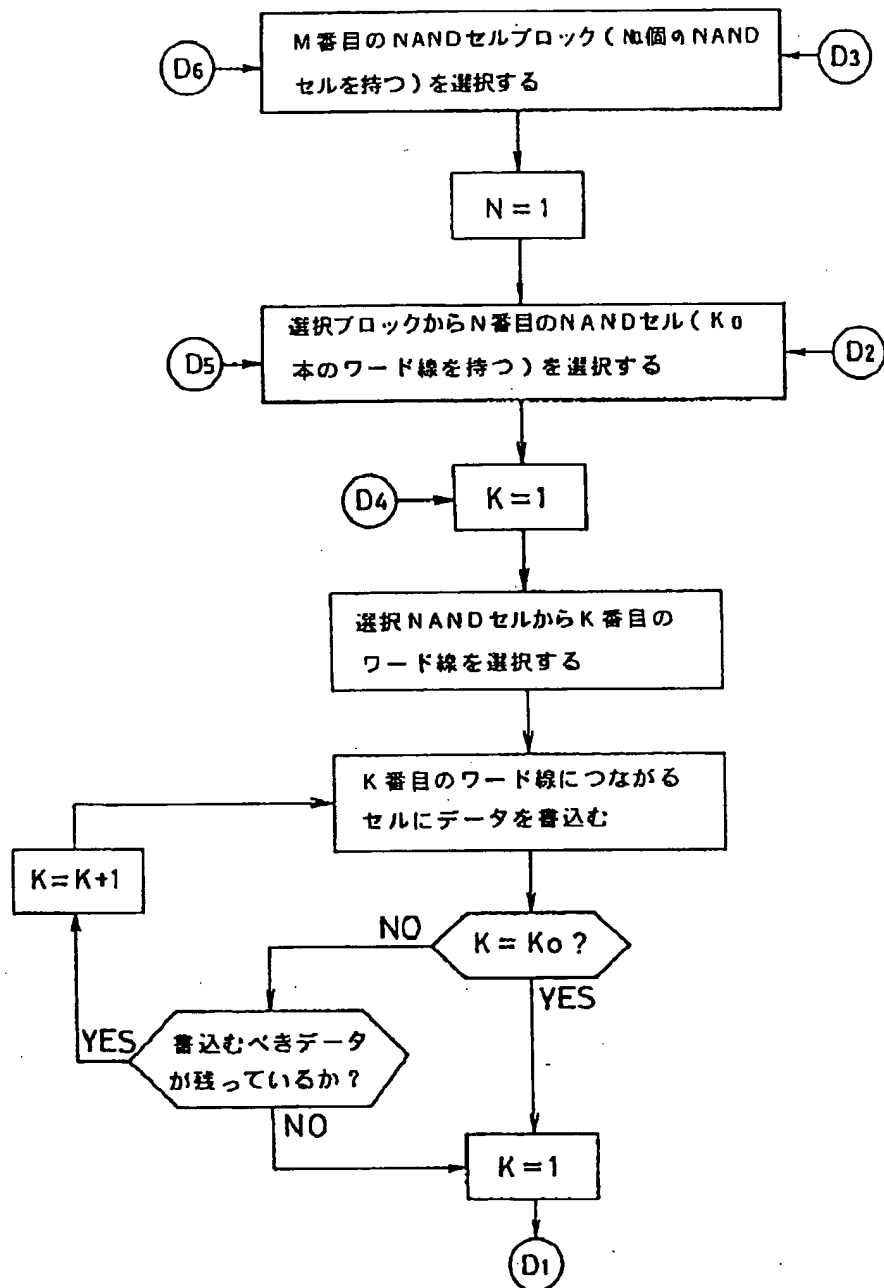 M番目のNANDセルブロック(No個のNAND
セルを持つ)を選択する
D6
D3
N=1
選択ブロックからN番目のNANDセル(Ko
本のワード線を持つ)を選択する
D5
D2
D4
K=1
選択NANDセルからK番目の
ワード線を選択する
K番目のワード線につながる
セルにデータを書込む
K=K+1
NO
K=Ko?
YES
YES
書込むべきデータ
が残っているか?
NO
K=1
D1